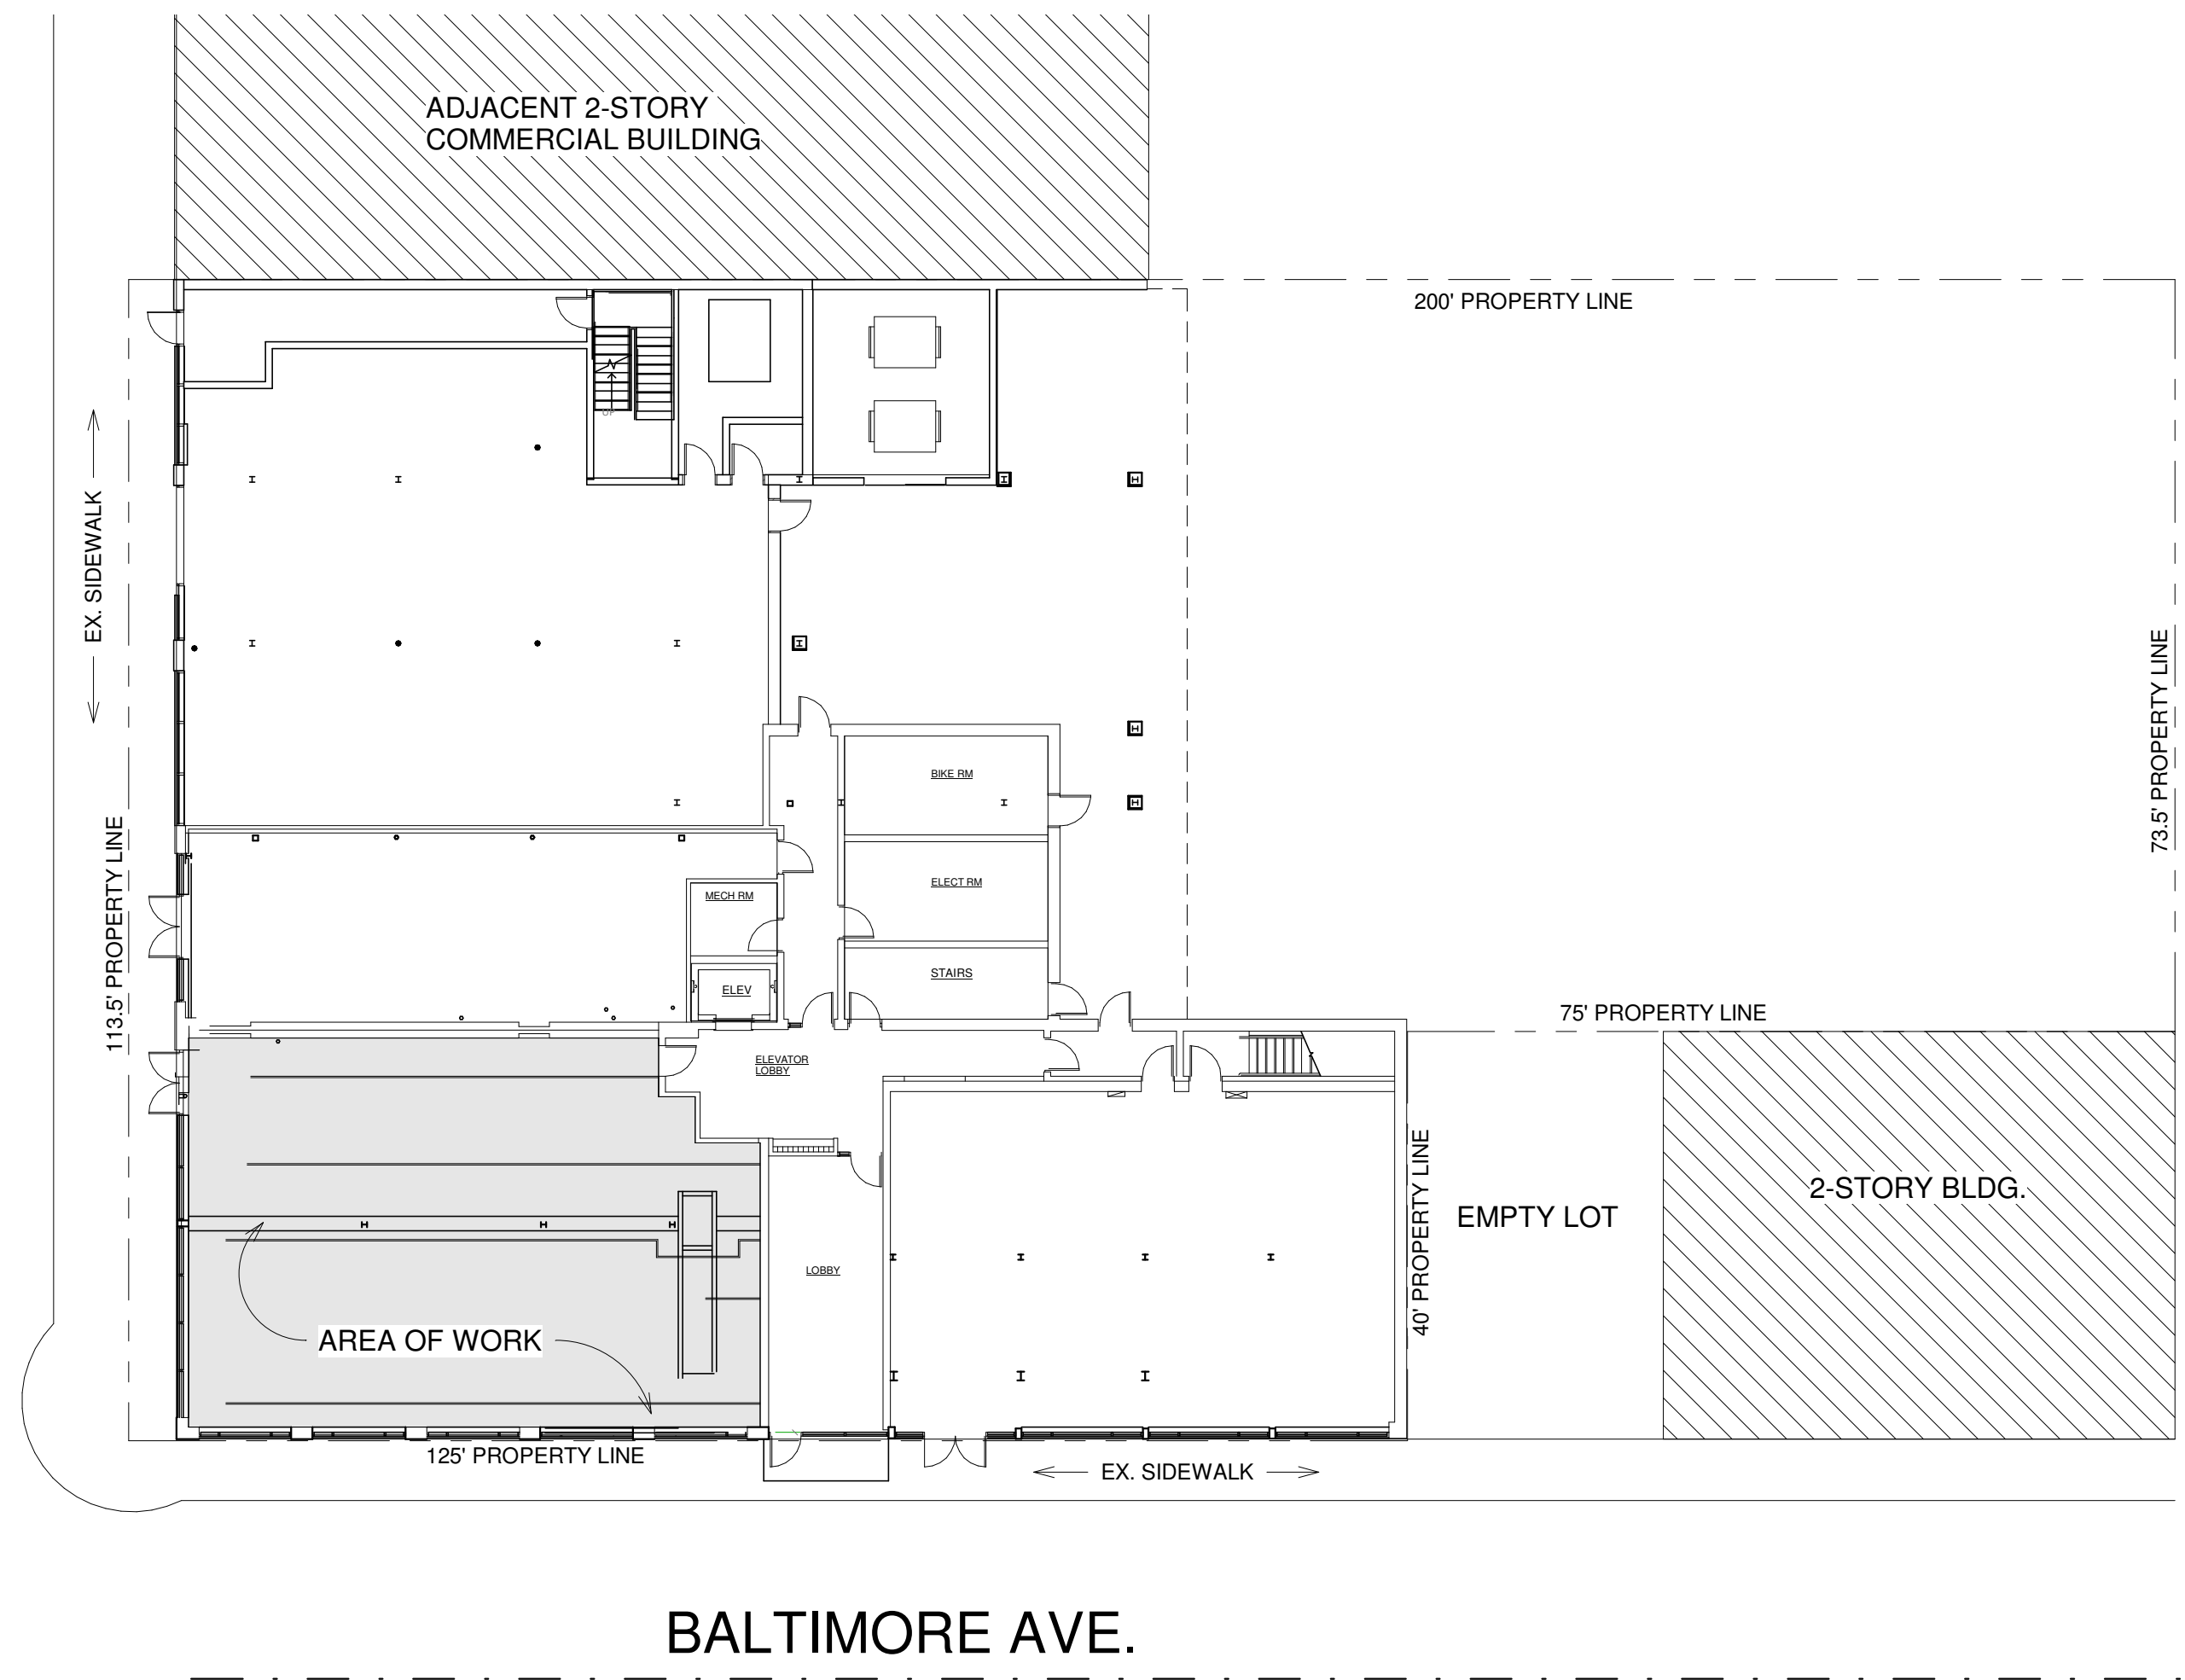 ADJACENT 2-STORY
COMMERCIAL BUILDING
200' PROPERTY LINE
UP
EX. SIDEWALK
73.5' PROPERTY LINE
BIKE RM
113.5' PROPERTY LINE
ELECT RM
MECH RM
STAIRS
ELEV
75' PROPERTY LINE
ELEVATOR
LOBBY
40' PROPERTY LINE
2-STORY BLDG.
EMPTY LOT
LOBBY
AREA OF WORK
125' PROPERTY LINE
EX. SIDEWALK
BALTIMORE AVE.